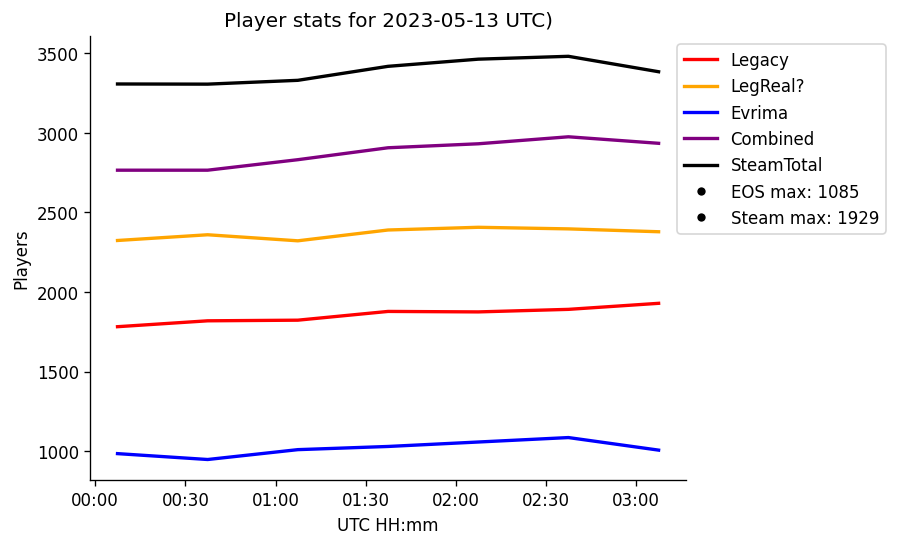 Player stats for 2023-05-13 UTC)
3500
3000
2500
2000
1500
1000
Players
00:00 00:30 01:00 01:30 02:00 02:30 03:00
UTC HH:mm
Legacy
LegReal?
Evrima
Combined
SteamTotal
EOS max: 1085
Steam max: 1929